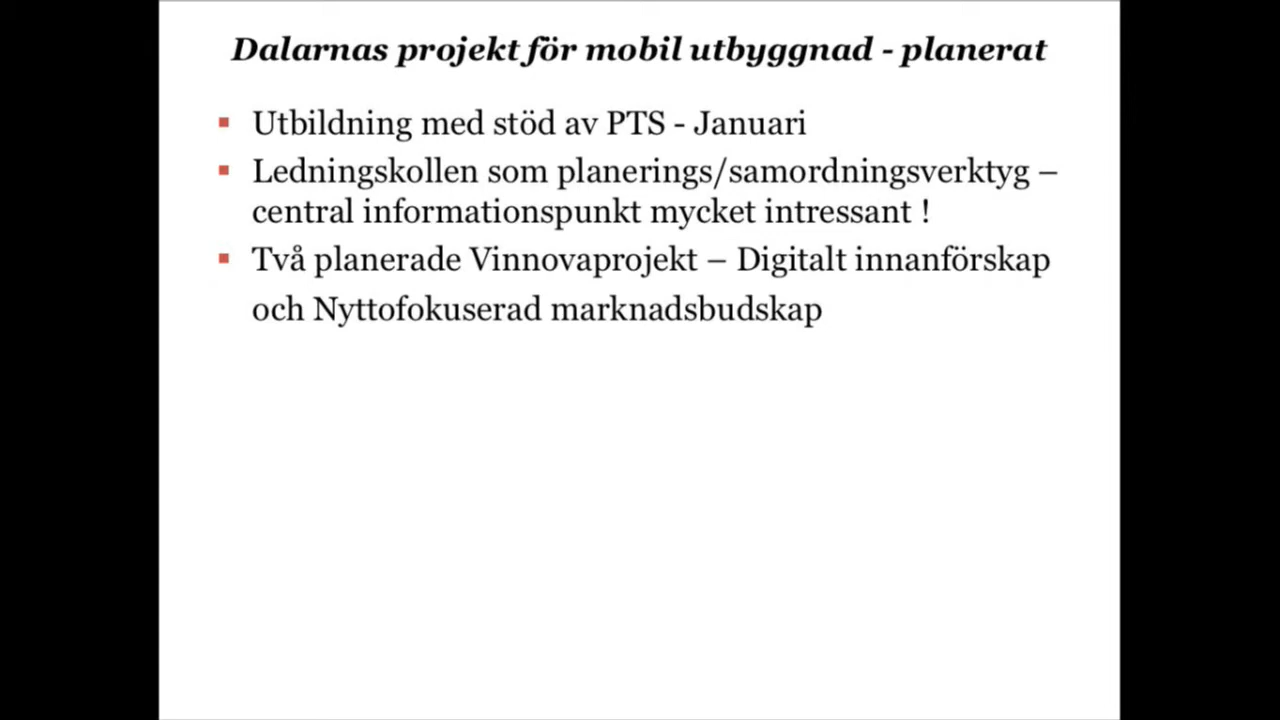 Dalarnas projekt för mobil utbyggnad - planerat
▪ Utbildning med stöd av PTS - Januari
▪ Ledningskollen som planerings/samordningsverktyg –
central informationspunkt mycket intressant !
▪ Två planerade Vinnovaprojekt – Digitalt innanförskap
och Nyttofokuserad marknadsbudskap